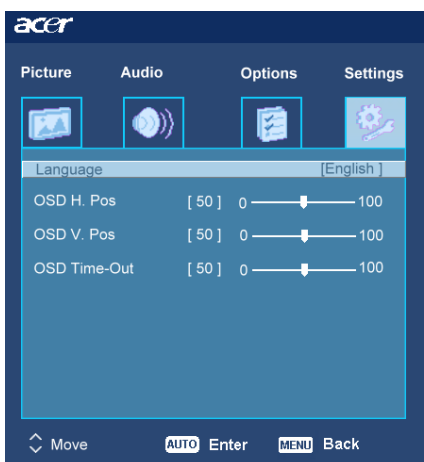 acer
Picture Audio Options Settings
Language [English ]
OSD H. Pos [ 50 ] 0 100
OSD V. Pos [ 50 ] 0 100
OSD Time-Out [ 50 ] 0 100
Move AUTO Enter MENU Back